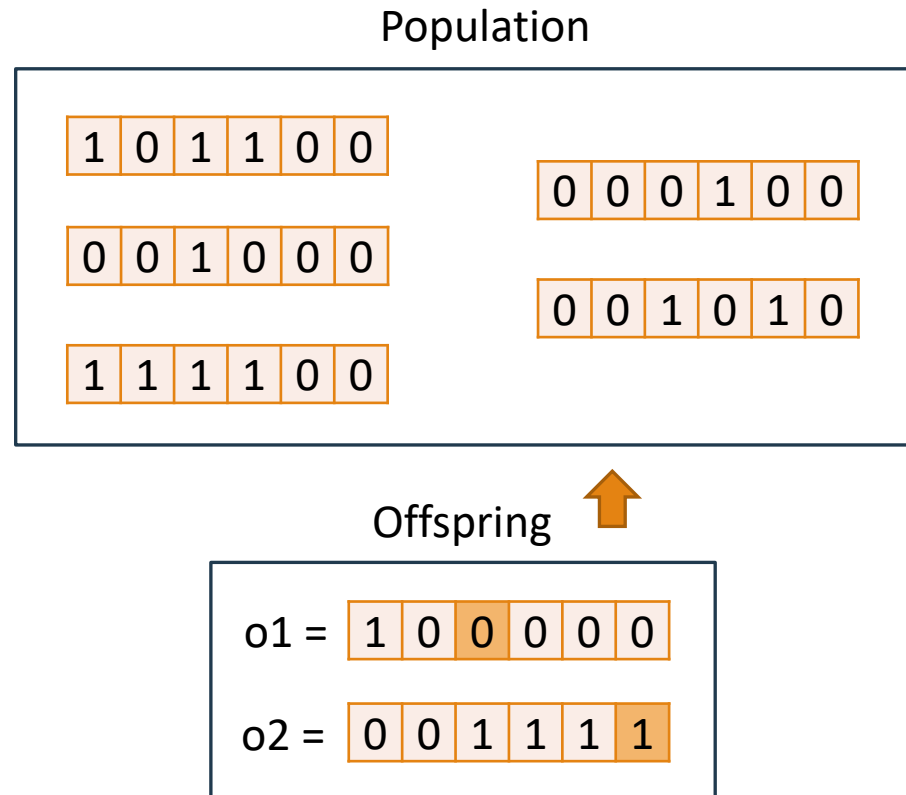 Population
1 0 1 1 0 0
0 0 0 1 0 0
0 0 1 0 0 0
0 0 1 0 1 0
1 1 1 1 0 0
Offspring
o1 = 1 0 0 0 0 0
o2 = 0 0 1 1 1 1